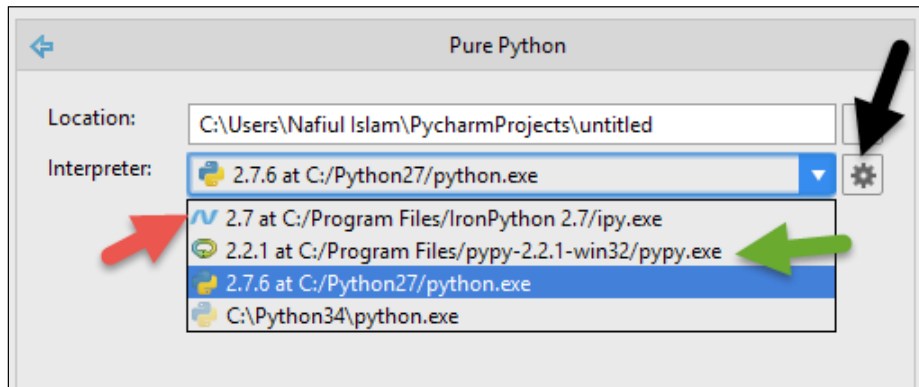 Pure Python
Location:
C:\Users\Nafiul Islam\PycharmProjects\untitled
Interpreter:
2.7.6 at C:/Python27/python.exe
2.7 at C:/Program Files/IronPython 2.7/ipy.exe
2.2.1 at C:/Program Files/pypy-2.2.1-win32/pypy.exe
2.7.6 at C:/Python27/python.exe
C:\Python34\python.exe